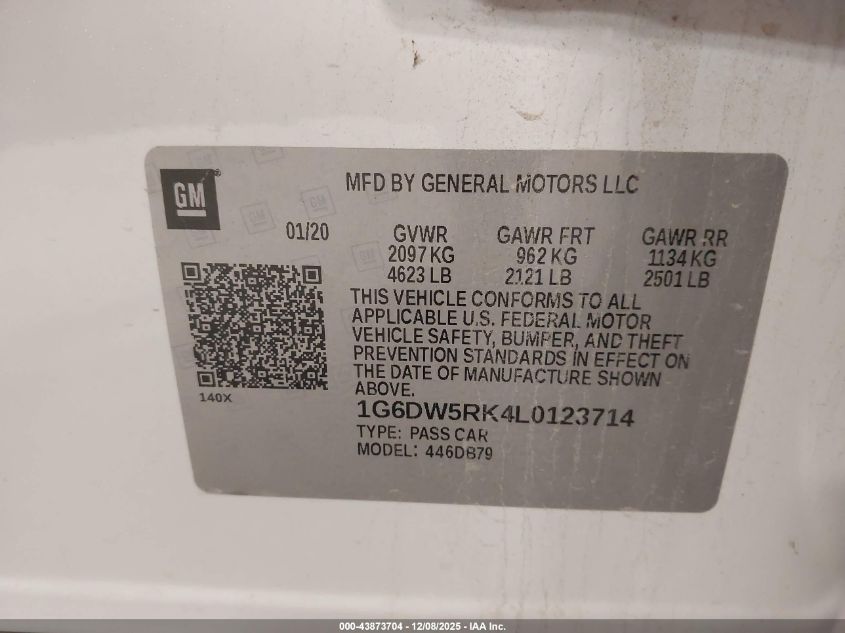 GM®
MFD BY GENERAL MOTORS LLC
01/20 GVWR GAWR FRT GAWR RR
2097 KG 962 KG 1134 KG
4623 LB 2121 LB 2501 LB
THIS VEHICLE CONFORMS TO ALL
APPLICABLE U.S. FEDERAL MOTOR
VEHICLE SAFETY, BUMPER, AND THEFT
PREVENTION STANDARDS IN EFFECT ON
THE DATE OF MANUFACTURE SHOWN
ABOVE.
140X
1G6DW5RK4L0123714
TYPE: PASS CAR
MODEL: 446DB79
000-43873704 - 12/08/2025 - IAA Inc.